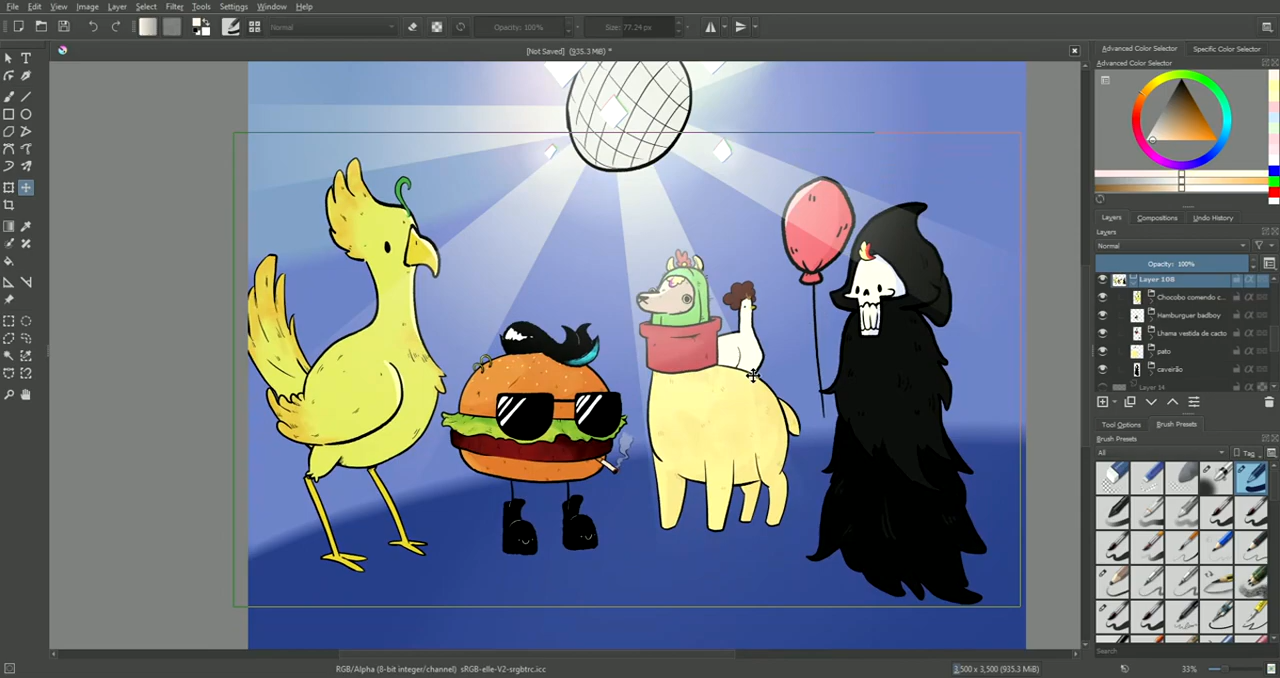 File Edit View Image Layer Select Filter Tools Settings Window Help
Normal Opacity: 100% Size: 77.24 px
[Not Saved] (935.3 MiB) *
Advanced Color Selector Specific Color Selector
Advanced Color Selector
Layers Compositions Undo History
Layers
Normal
Opacity: 100%
Layer 108
Chocobo comendo c...
Hamburguer badboy
Lhama vestida de cacto
pato
caveirão
Layer 14
Tool Options Brush Presets
Brush Presets
All Tag
Search
RGB/Alpha (8-bit integer/channel) sRGB-elle-V2-srgbtrc.icc 3,500 x 3,500 (935.3 MiB) 33%